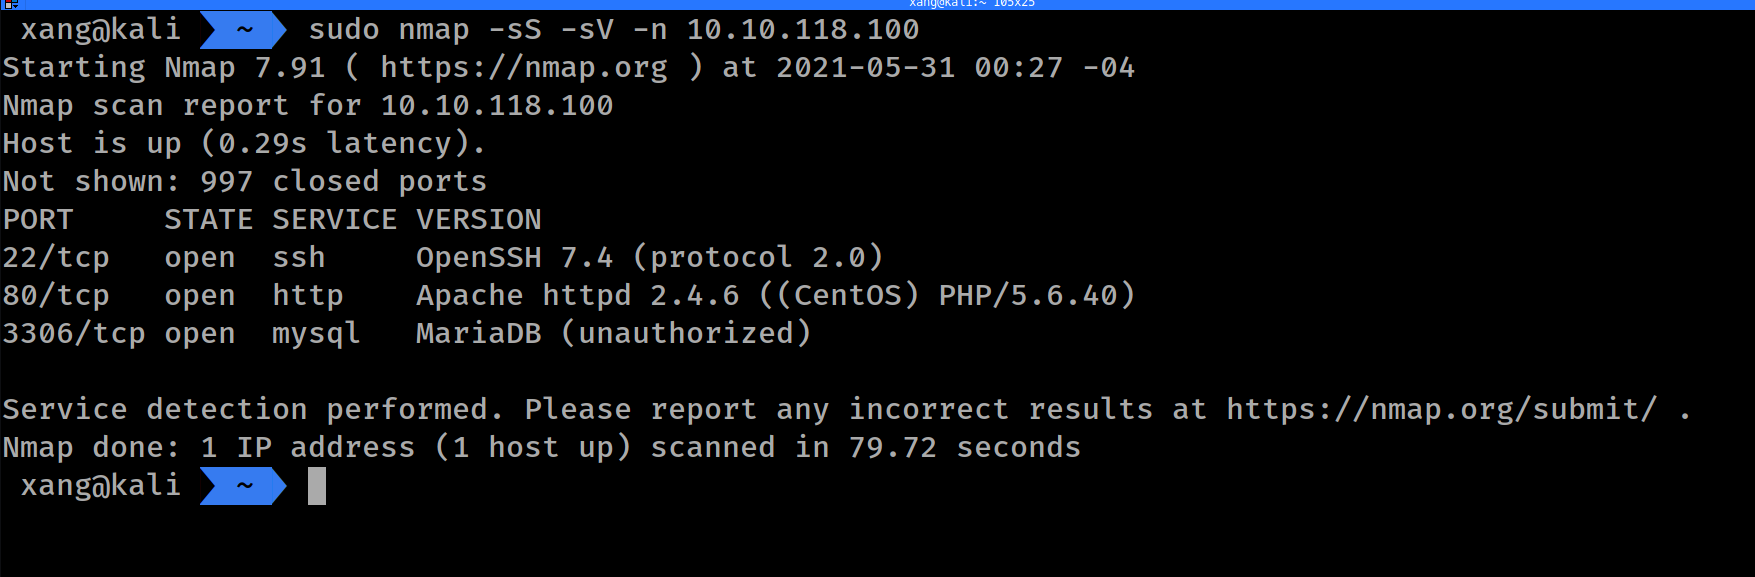 xang@kali:~ 105x25
xang@kali ~ sudo nmap -sS -sV -n 10.10.118.100
Starting Nmap 7.91 ( https://nmap.org ) at 2021-05-31 00:27 -04
Nmap scan report for 10.10.118.100
Host is up (0.29s latency).
Not shown: 997 closed ports
PORT     STATE SERVICE VERSION
22/tcp   open  ssh     OpenSSH 7.4 (protocol 2.0)
80/tcp   open  http    Apache httpd 2.4.6 ((CentOS) PHP/5.6.40)
3306/tcp open  mysql   MariaDB (unauthorized)
Service detection performed. Please report any incorrect results at https://nmap.org/submit/ .
Nmap done: 1 IP address (1 host up) scanned in 79.72 seconds
xang@kali ~